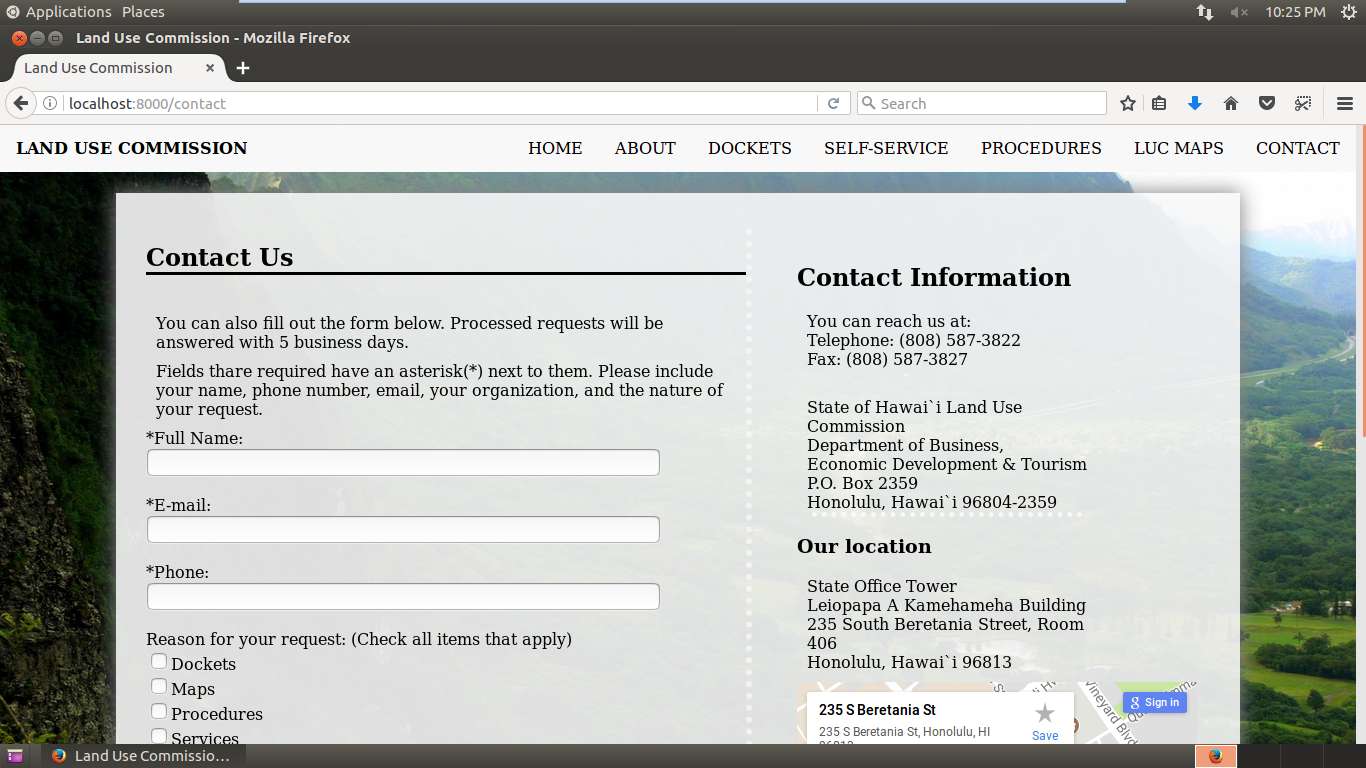 Applications Places
10:25 PM
Land Use Commission - Mozilla Firefox
Land Use Commission
localhost:8000/contact
Search
LAND USE COMMISSION
HOME ABOUT DOCKETS SELF-SERVICE PROCEDURES LUC MAPS CONTACT
Contact Us
You can also fill out the form below. Processed requests will be
answered with 5 business days.
Fields thare required have an asterisk(*) next to them. Please include
your name, phone number, email, your organization, and the nature of
your request.
*Full Name:
*E-mail:
*Phone:
Reason for your request: (Check all items that apply)
Dockets
Maps
Procedures
Services
Contact Information
You can reach us at:
Telephone: (808) 587-3822
Fax: (808) 587-3827
State of Hawai`i Land Use
Commission
Department of Business,
Economic Development & Tourism
P.O. Box 2359
Honolulu, Hawai`i 96804-2359
Our location
State Office Tower
Leiopapa A Kamehameha Building
235 South Beretania Street, Room
406
Honolulu, Hawai`i 96813
235 S Beretania St
235 S Beretania St, Honolulu, HI
96813
Save
Vineyard Blvd
Sign in
Land Use Commissio...